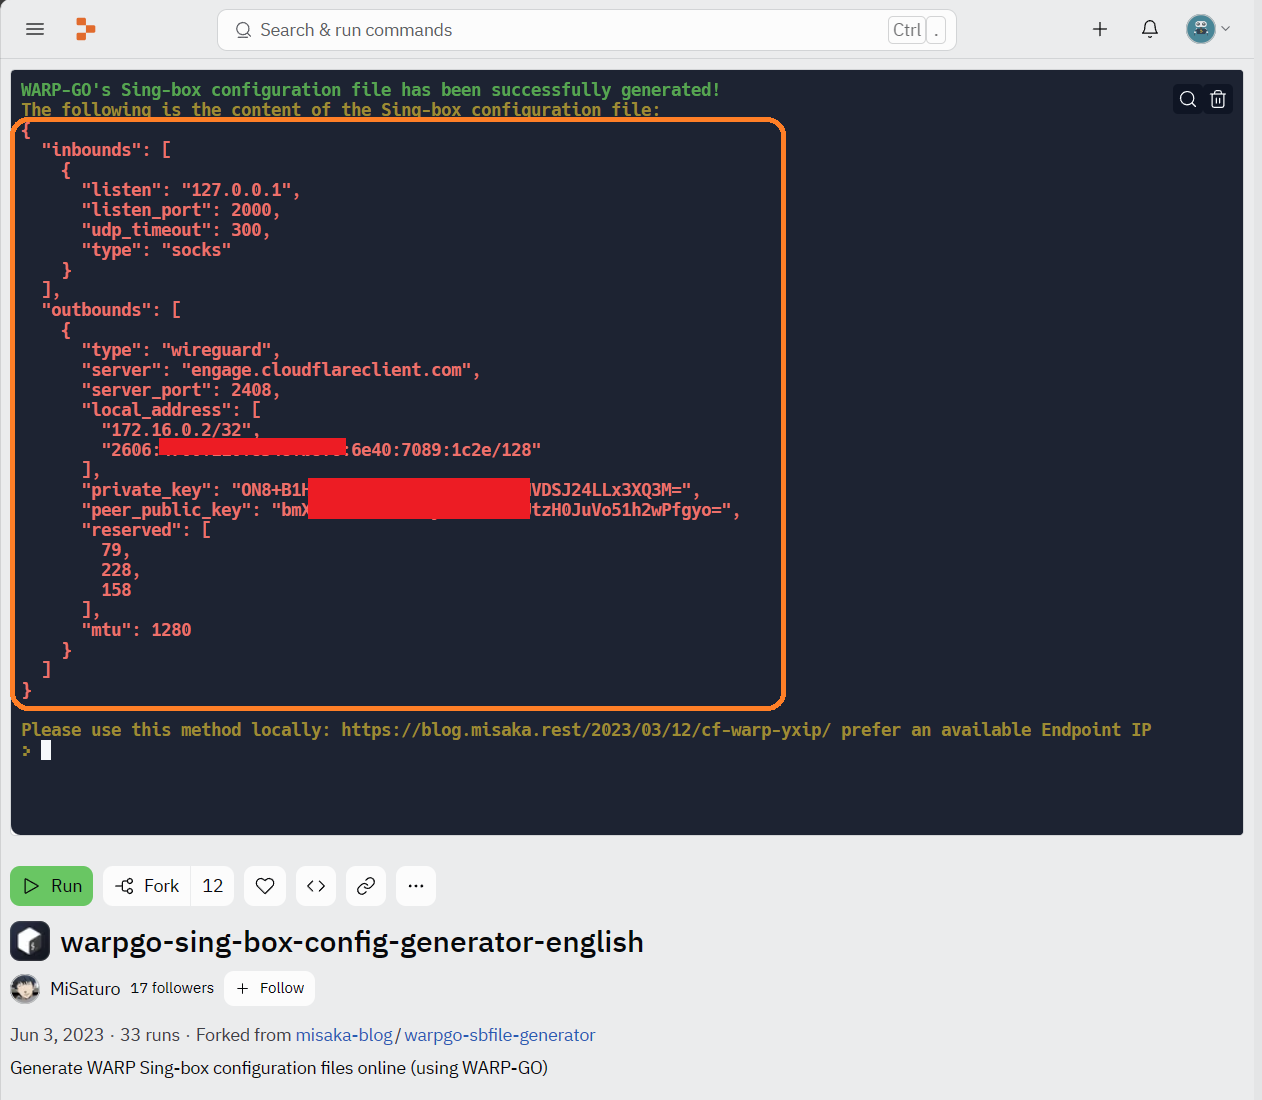 Search & run commands
Ctrl .
WARP-GO's Sing-box configuration file has been successfully generated!
The following is the content of the Sing-box configuration file:
{
"inbounds": [
{
"listen": "127.0.0.1",
"listen_port": 2000,
"udp_timeout": 300,
"type": "socks"
}
],
"outbounds": [
{
"type": "wireguard",
"server": "engage.cloudflareclient.com",
"server_port": 2408,
"local_address": [
"172.16.0.2/32",
"2606: :6e40:7089:1c2e/128"
],
"private_key": "ON8+B1 VDSJ24LLx3XQ3M=",
"peer_public_key": "bm tzH0JuVo51h2wPfgyo=",
"reserved": [
79,
228,
158
],
"mtu": 1280
}
]
}
Please use this method locally: https://blog.misaka.rest/2023/03/12/cf-warp-yxip/ prefer an available Endpoint IP
›
Run Fork 12
warpgo-sing-box-config-generator-english
MiSaturo 17 followers + Follow
Jun 3, 2023 · 33 runs · Forked from misaka-blog/warpgo-sbfile-generator
Generate WARP Sing-box configuration files online (using WARP-GO)